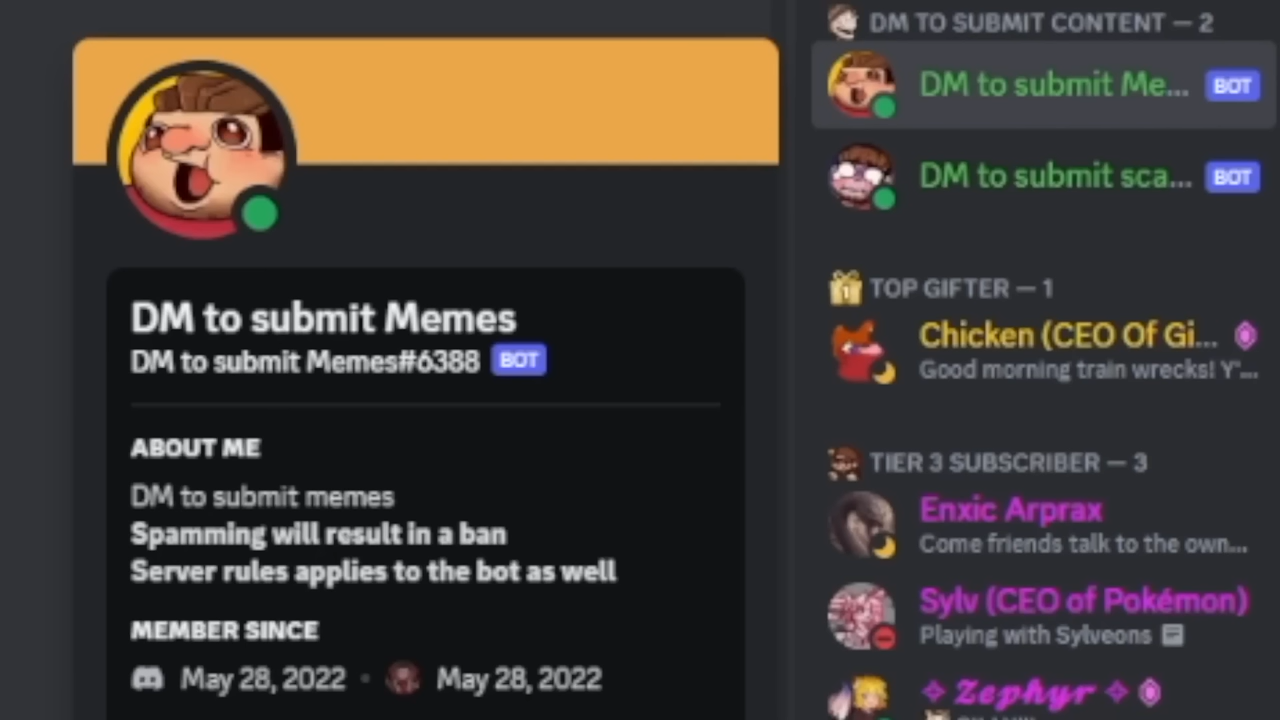 DM to submit Memes
DM to submit Memes#6388 BOT
ABOUT ME
DM to submit memes
Spamming will result in a ban
Server rules applies to the bot as well
MEMBER SINCE
May 28, 2022 • May 28, 2022
DM TO SUBMIT CONTENT — 2
DM to submit Me... BOT
DM to submit sca... BOT
TOP GIFTER — 1
Chicken (CEO Of Gi...
Good morning train wrecks! Y'...
TIER 3 SUBSCRIBER — 3
Enxic Arprax
Come friends talk to the own...
Sylv (CEO of Pokémon)
Playing with Sylveons
✧ Zephyr ✧